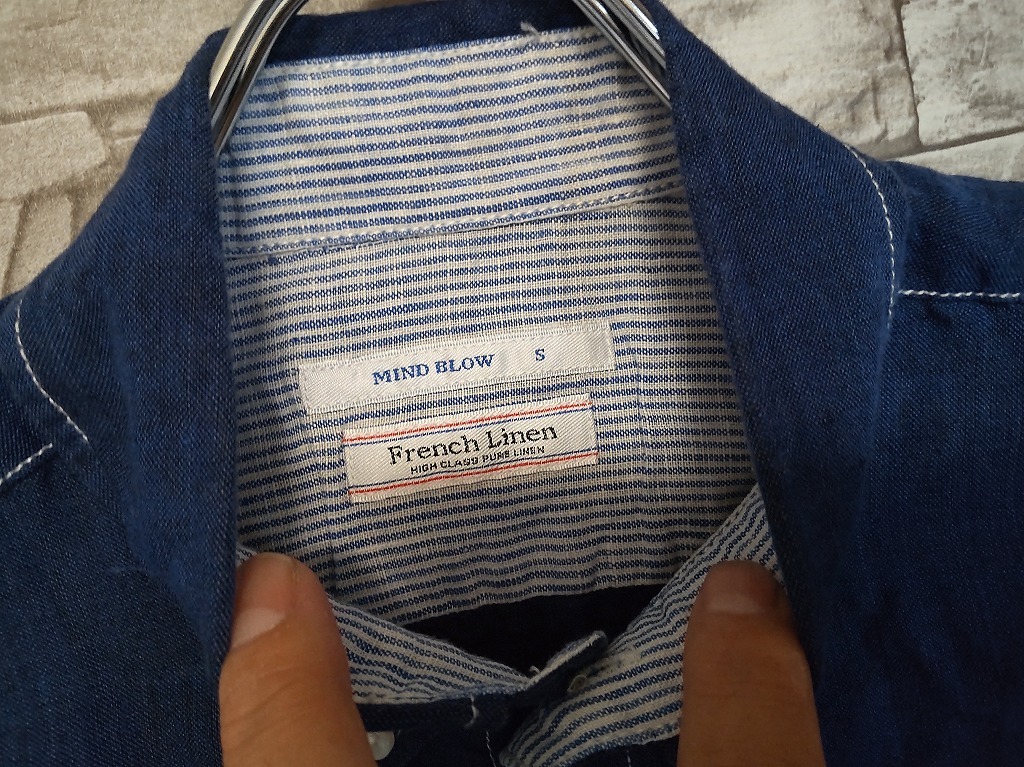 MIND BLOW S
French Linen
HIGH CLASS PURE LINEN